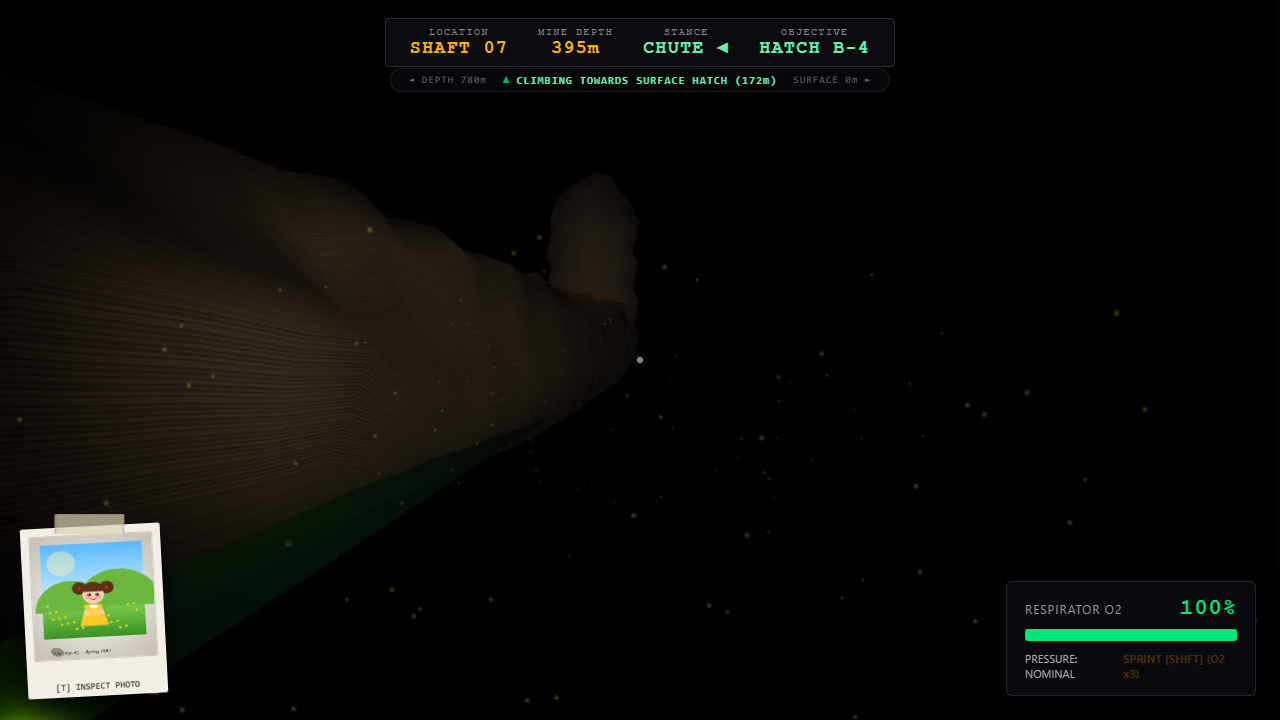 LOCATION
SHAFT 07
MINE DEPTH
395m
STANCE
CHUTE ◄
OBJECTIVE
HATCH B-4
◄ DEPTH 780m
▲ CLIMBING TOWARDS SURFACE HATCH (172m)
SURFACE 0m ►
[T] INSPECT PHOTO
RESPIRATOR O2
100%
PRESSURE:
NOMINAL
SPRINT [SHIFT] (O2
x3)